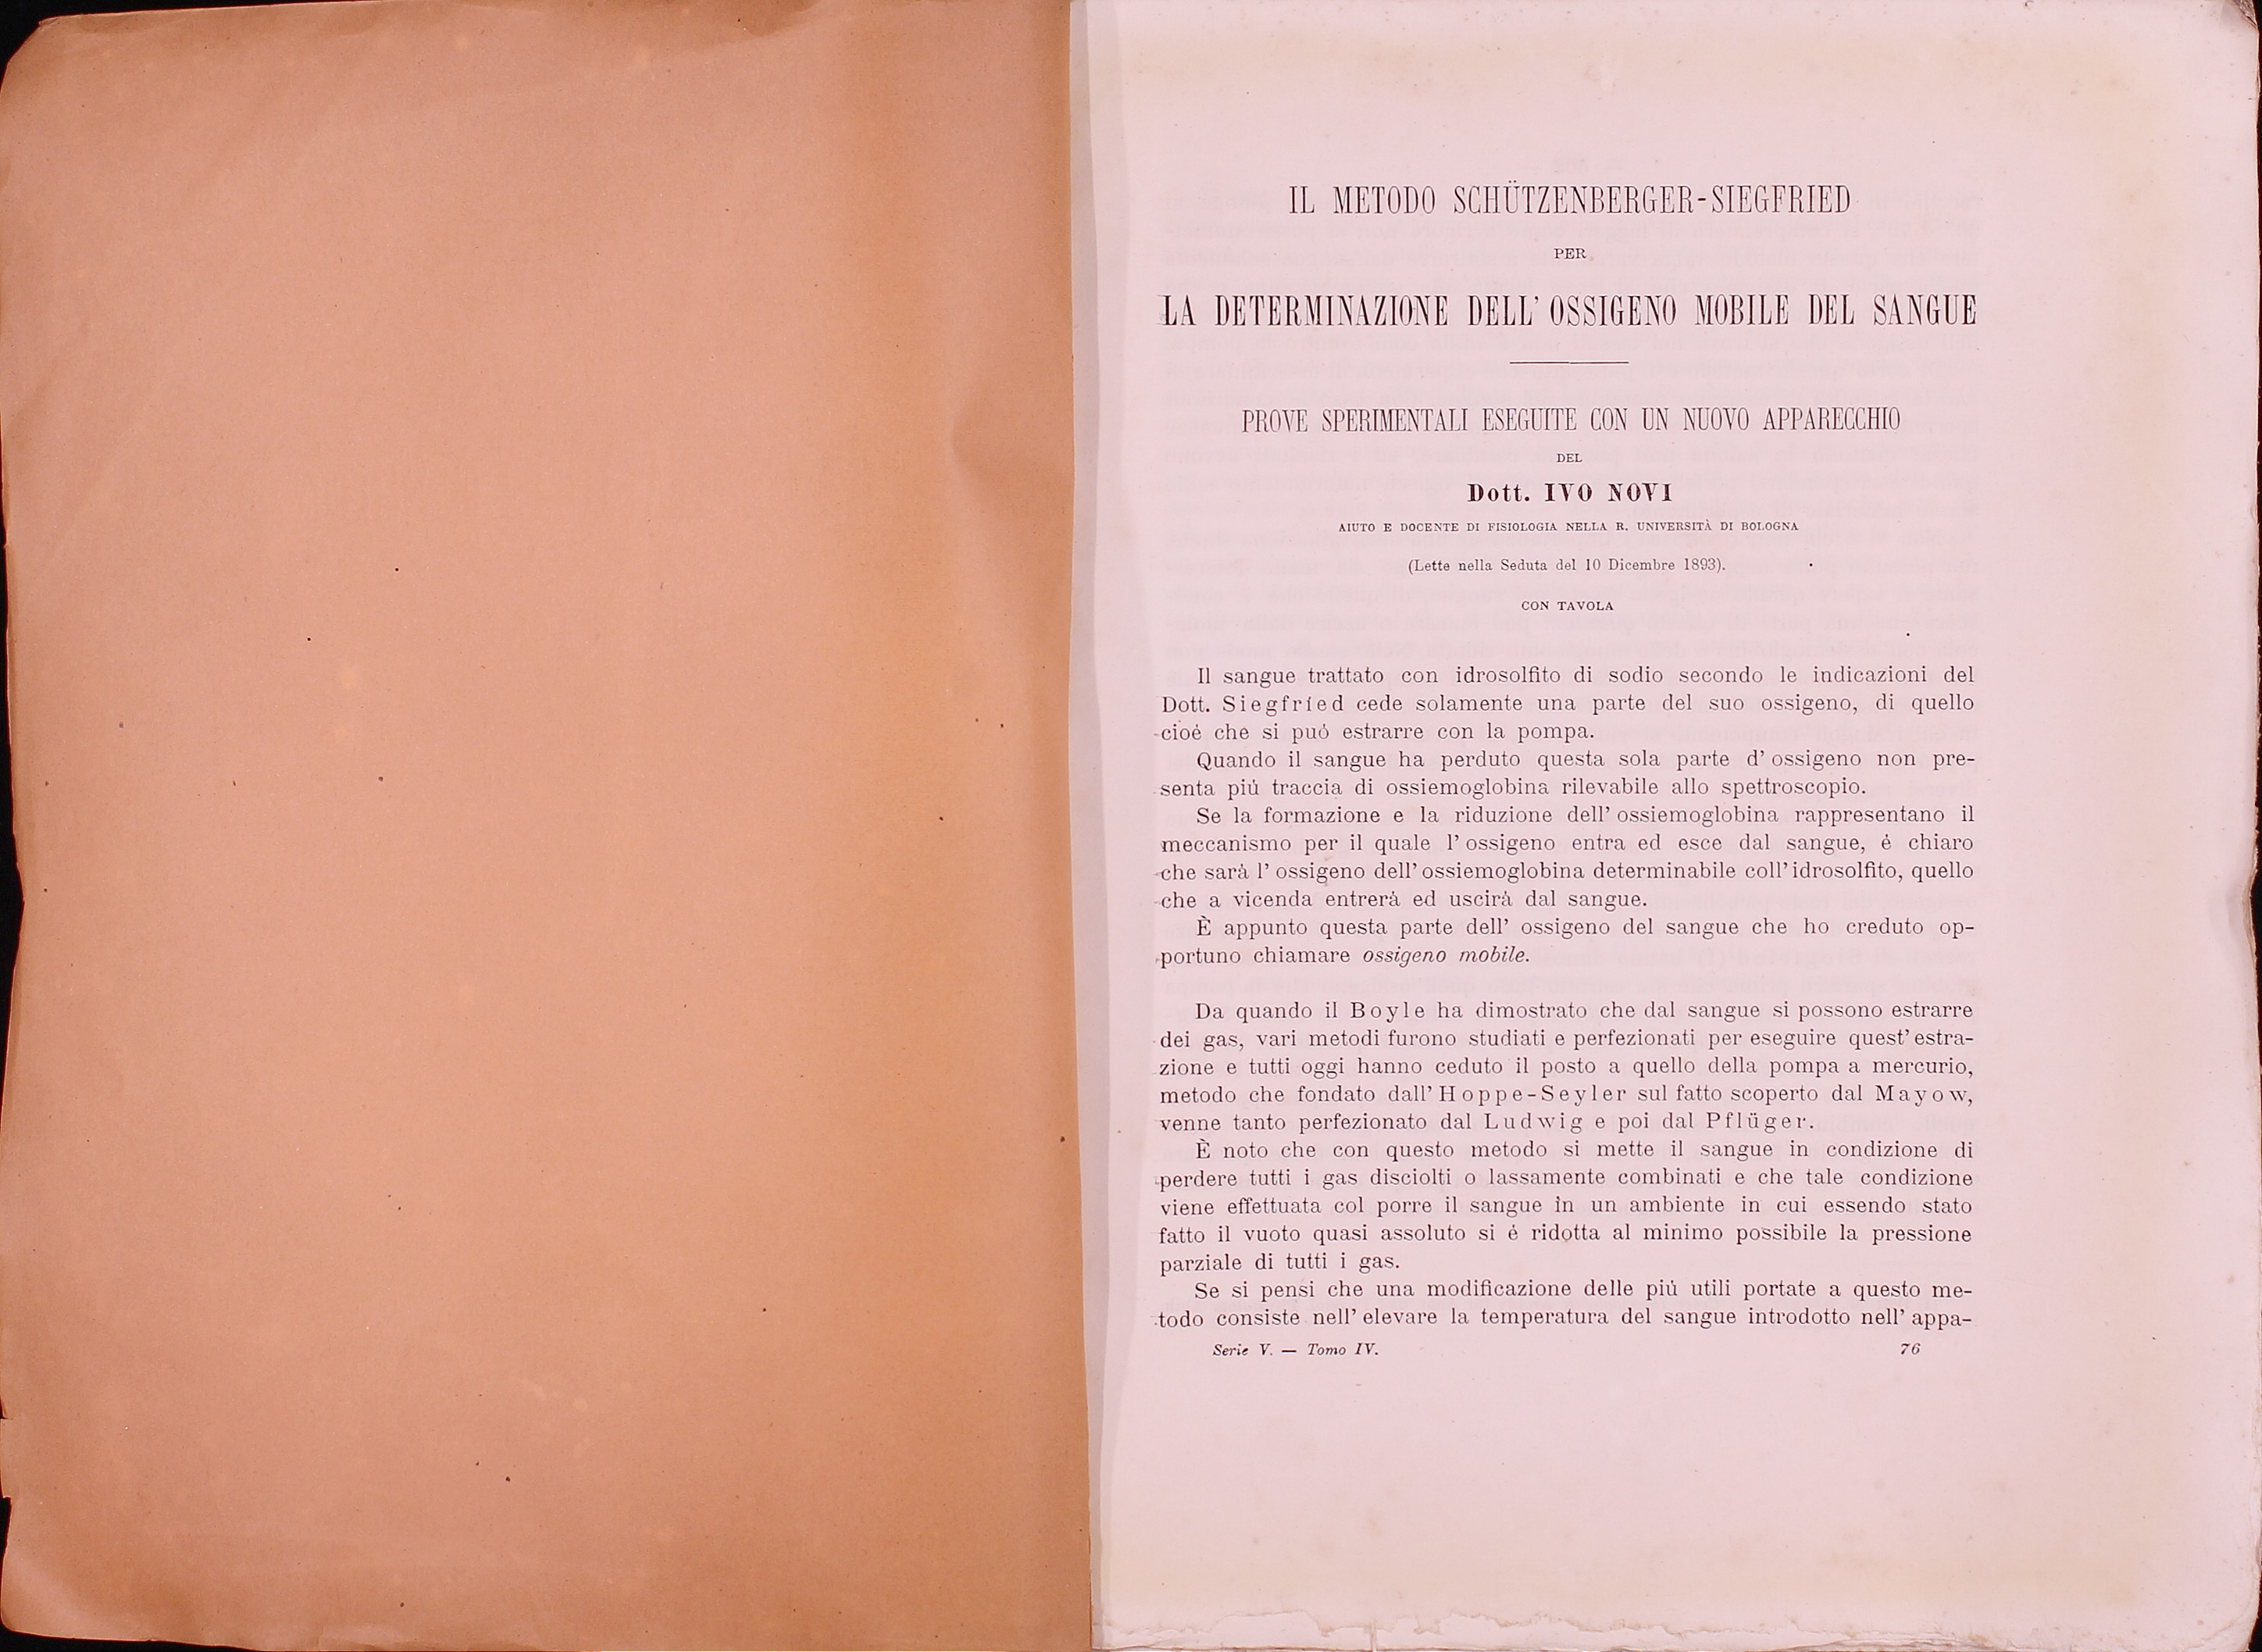 IL METODO SCHÜTZENBERGER-SIEGFRIED
PER
LA DETERMINAZIONE DELL' OSSIGENO MOBILE DEL SANGUE
PROVE SPERIMENTALI ESEGUITE CON UN NUOVO APPARECCHIO
DEL
Dott. IVO NOVI
AIUTO E DOCENTE DI FISIOLOGIA NELLA R. UNIVERSITÀ DI BOLOGNA
(Lette nella Seduta del 10 Dicembre 1893).
CON TAVOLA
Il sangue trattato con idrosolfito di sodio secondo le indicazioni del
Dott. Siegfried cede solamente una parte del suo ossigeno, di quello
cioé che si può estrarre con la pompa.
Quando il sangue ha perduto questa sola parte d' ossigeno non pre-
senta più traccia di ossiemoglobina rilevabile allo spettroscopio.
Se la formazione e la riduzione dell' ossiemoglobina rappresentano il
meccanismo per il quale l' ossigeno entra ed esce dal sangue, é chiaro
che sarà l' ossigeno dell' ossiemoglobina determinabile coll' idrosolfito, quello
che a vicenda entrerà ed uscirà dal sangue.
È appunto questa parte dell' ossigeno del sangue che ho creduto op-
portuno chiamare ossigeno mobile.
Da quando il Boyle ha dimostrato che dal sangue si possono estrarre
dei gas, vari metodi furono studiati e perfezionati per eseguire quest' estra-
zione e tutti oggi hanno ceduto il posto a quello della pompa a mercurio,
metodo che fondato dall' Hoppe-Seyler sul fatto scoperto dal Mayow,
venne tanto perfezionato dal Ludwig e poi dal Pflüger.
È noto che con questo metodo si mette il sangue in condizione di
perdere tutti i gas disciolti o lassamente combinati e che tale condizione
viene effettuata col porre il sangue in un ambiente in cui essendo stato
fatto il vuoto quasi assoluto si é ridotta al minimo possibile la pressione
parziale di tutti i gas.
Se si pensi che una modificazione delle più utili portate a questo me-
todo consiste nell' elevare la temperatura del sangue introdotto nell' appa-
Serie V. — Tomo IV. 76